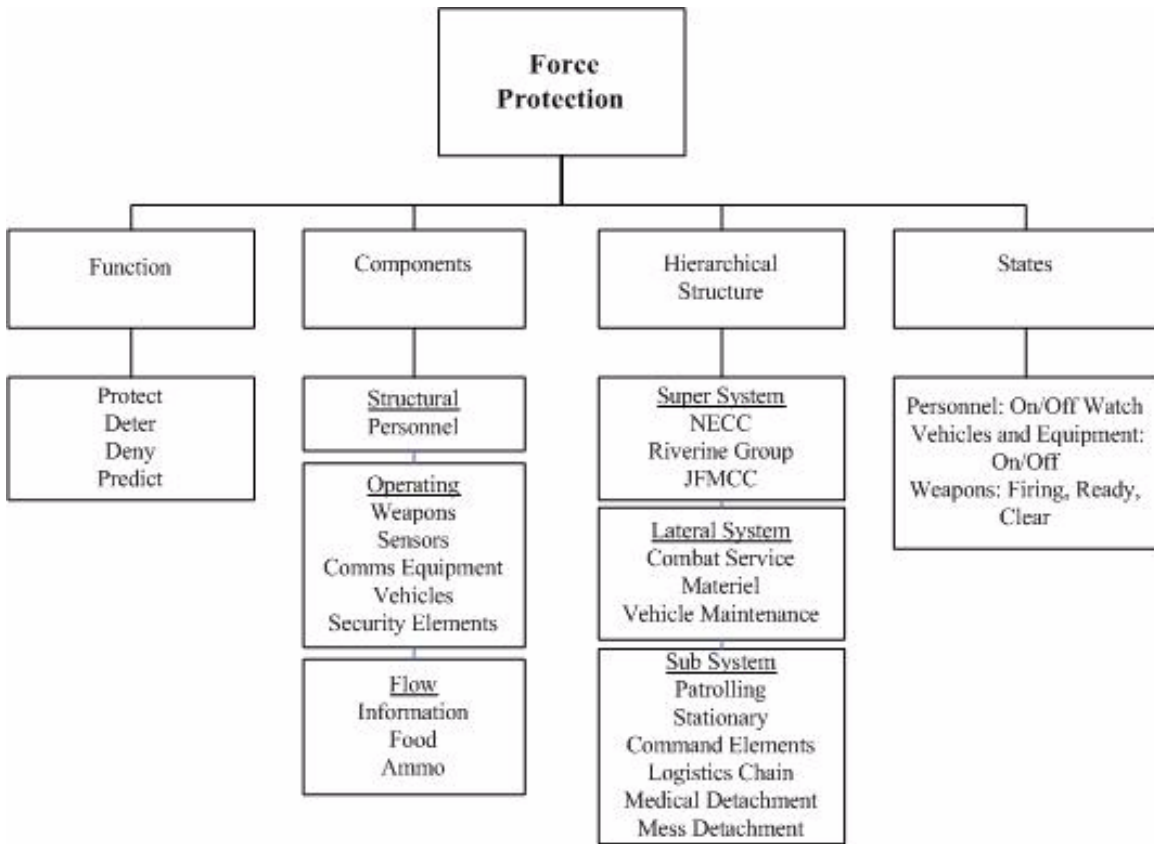 Force
Protection
Function
Components
Hierarchical
Structure
States
Protect
Deter
Deny
Predict
Structural
Personnel
Operating
Weapons
Sensors
Comms Equipment
Vehicles
Security Elements
Flow
Information
Food
Ammo
Super System
NECC
Riverine Group
JFMCC
Lateral System
Combat Service
Materiel
Vehicle Maintenance
Sub System
Patrolling
Stationary
Command Elements
Logistics Chain
Medical Detachment
Mess Detachment
Personnel: On/Off Watch
Vehicles and Equipment:
On/Off
Weapons: Firing, Ready,
Clear